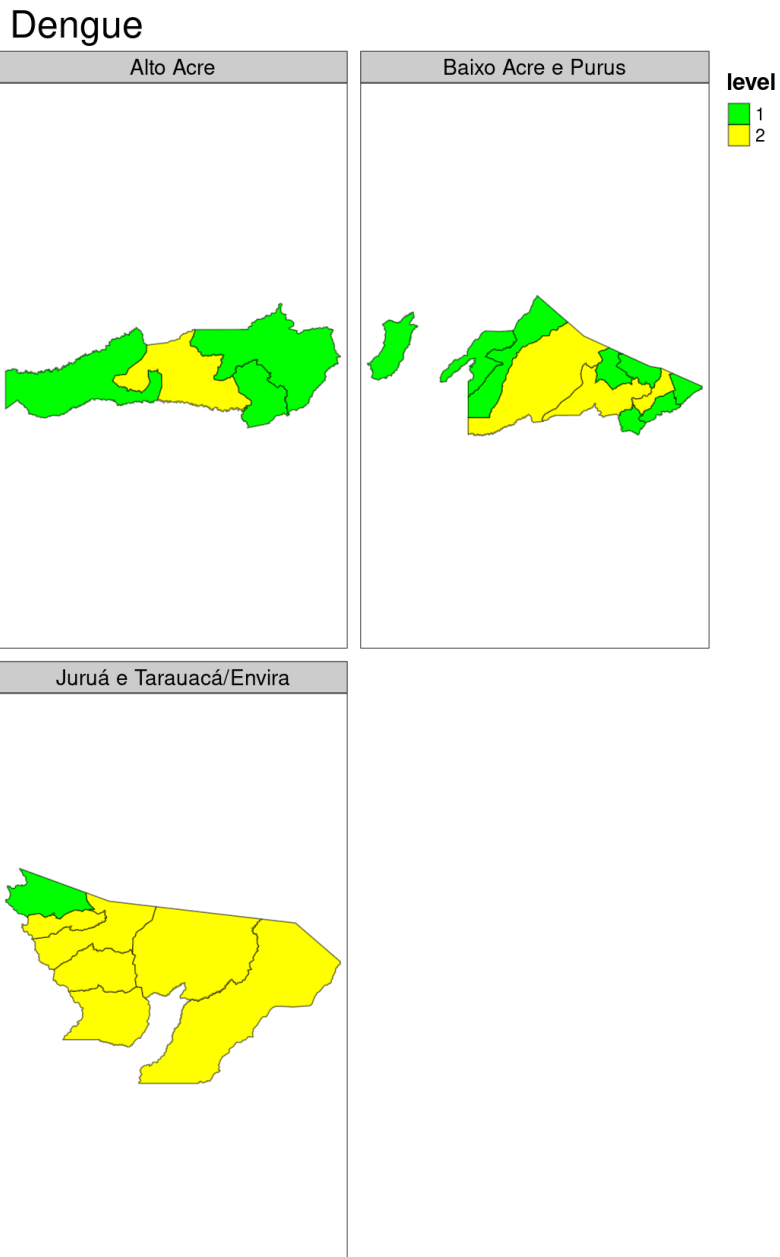 Dengue
Alto Acre
Baixo Acre e Purus
level
1
2
Juruá e Tarauacá/Envira